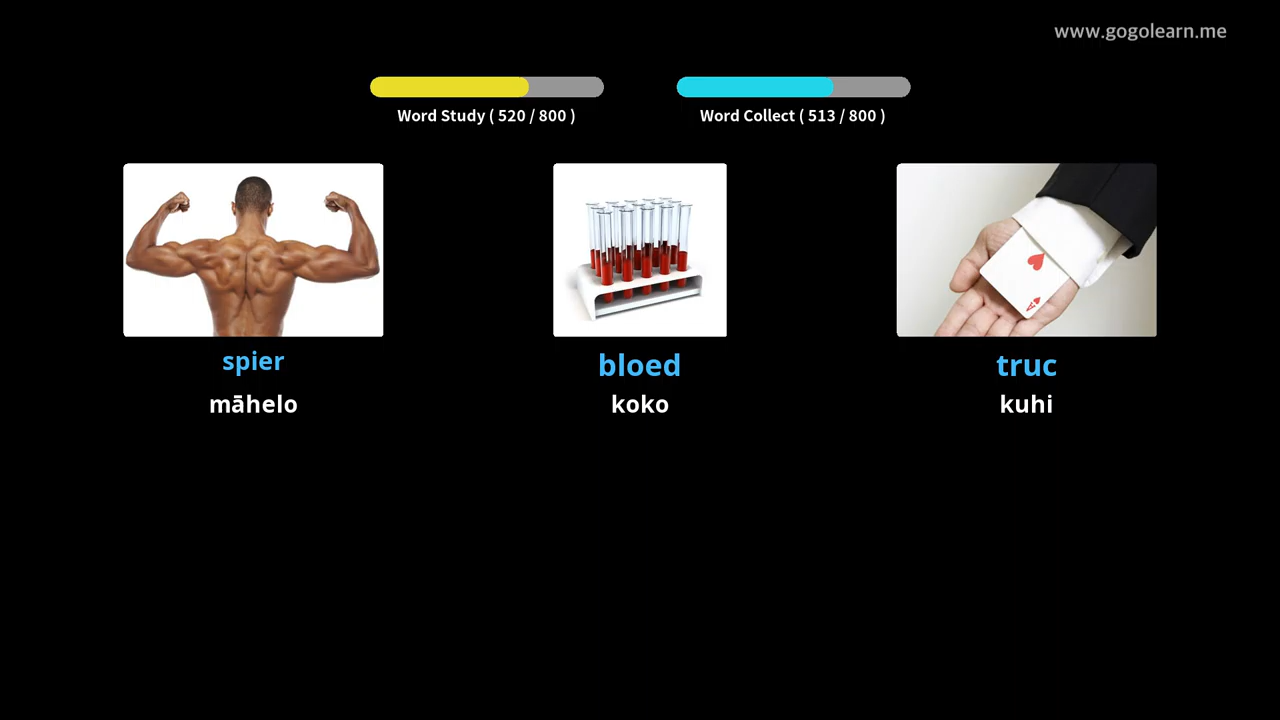 www.gogolearn.me
Word Study ( 520 / 800 )
Word Collect ( 513 / 800 )
spier
bloed
truc
māhelo
koko
kuhi